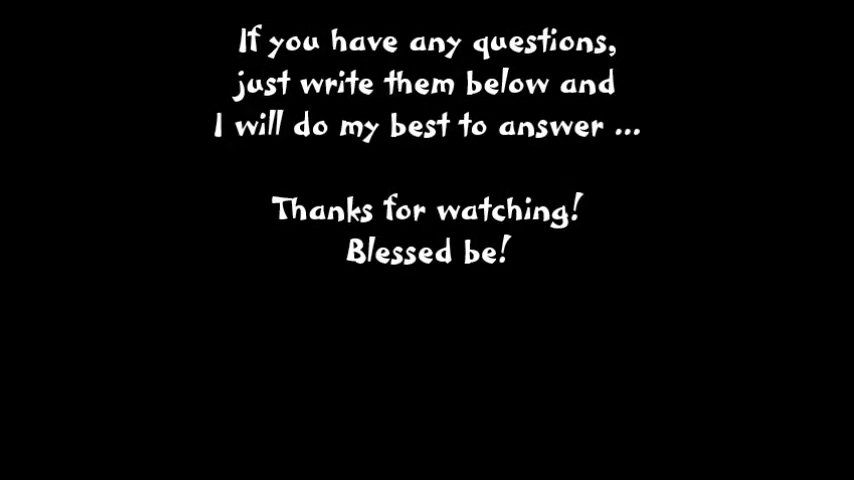 If you have any questions,
just write them below and
I will do my best to answer ...
Thanks for watching!
Blessed be!